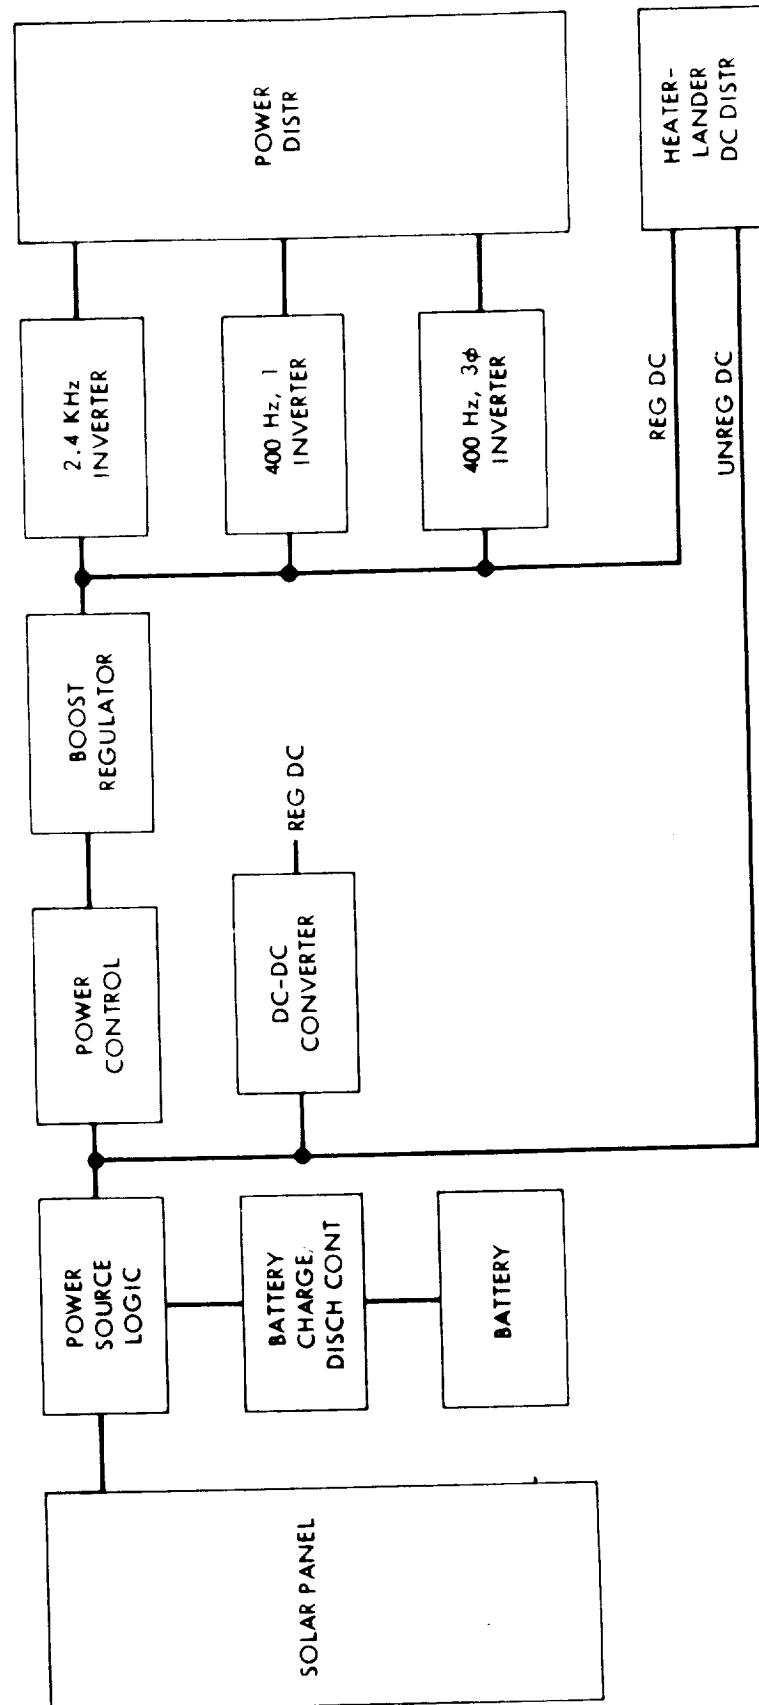 SOLAR PANEL
POWER
SOURCE
LOGIC
BATTERY
CHARGE,
DISCH CONT
BATTERY
POWER
CONTROL
DC-DC
CONVERTER
REG DC
BOOST
REGULATOR
2.4 KHz
INVERTER
400 Hz, 1
INVERTER
400 Hz, 3ϕ
INVERTER
REG DC
UNREG DC
POWER
DISTR
HEATER-
LANDER
DC DISTR